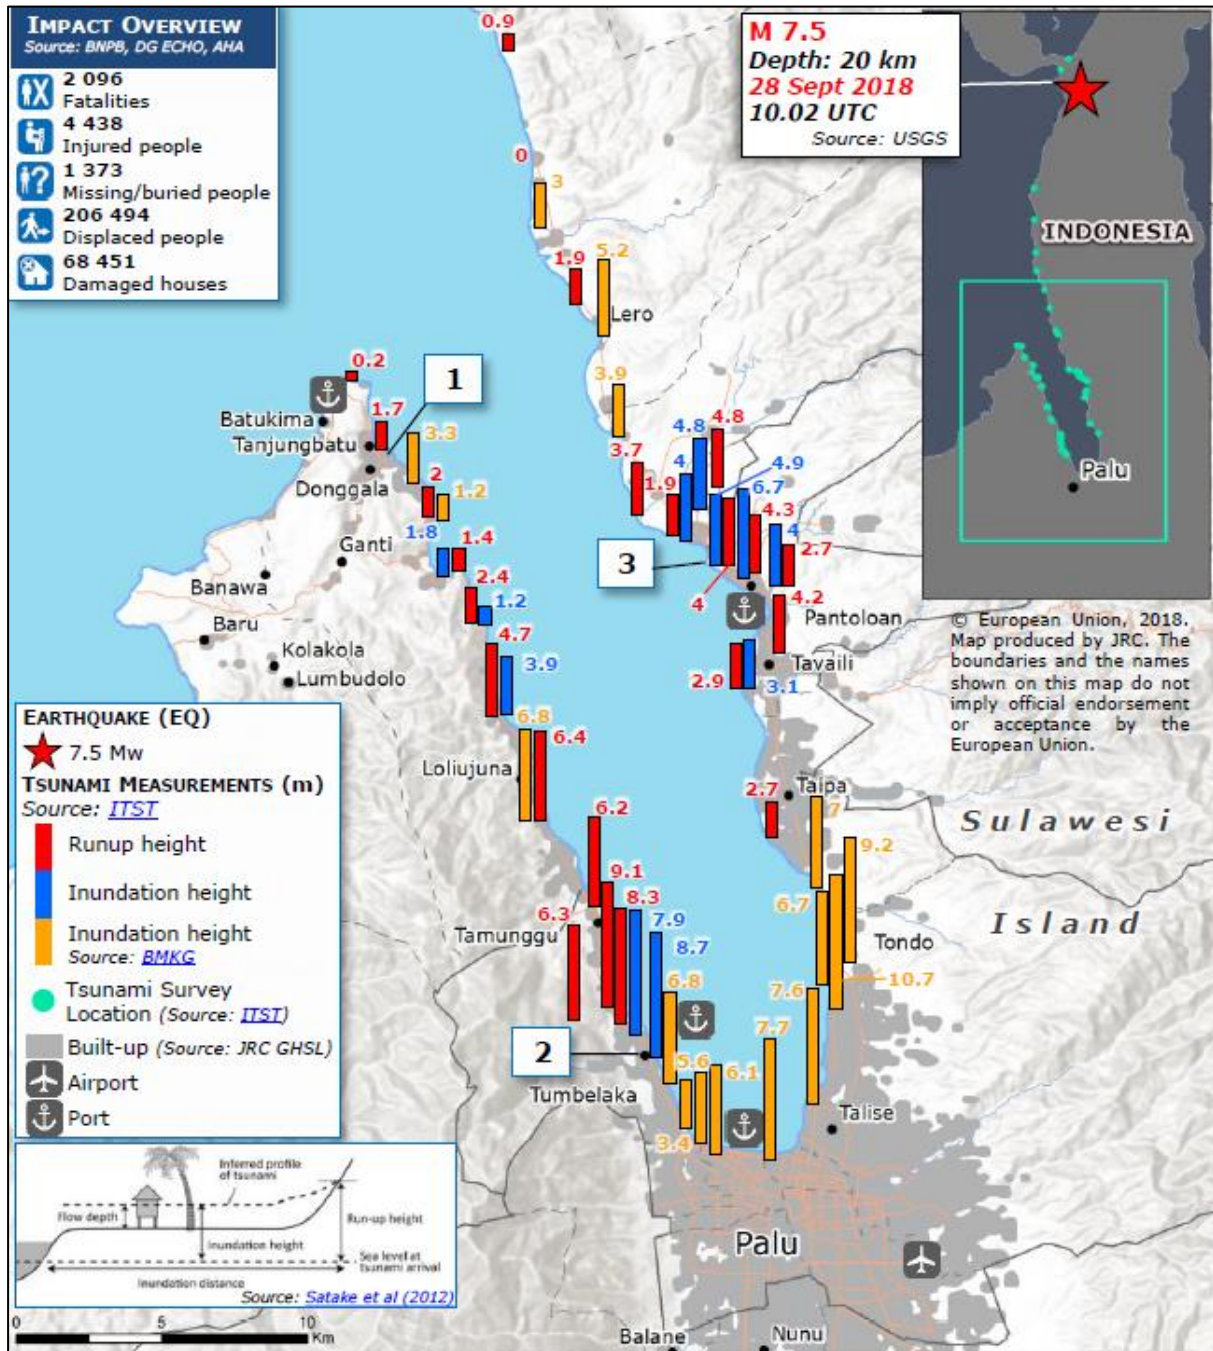 IMPACT OVERVIEW
Source: BNPB, DG ECHO, AHA
2 096
Fatalities
4 438
Injured people
1 373
Missing/buried people
206 494
Displaced people
68 451
Damaged houses
M 7.5
Depth: 20 km
28 Sept 2018
10.02 UTC
Source: USGS
INDONESIA
Palu
© European Union, 2018.
Map produced by JRC. The
boundaries and the names
shown on this map do not
imply official endorsement
or acceptance by the
European Union.
0.9
0
3
1.9
5.2
Lero
3.9
0.2
1
Batukima
1.7
Tanjungbatu
3.3
Donggala
2
1.2
1.8
1.4
Ganti
Banawa
2.4
1.2
Baru
4.7
Kolakola
3.9
Lumbudolo
3.7
1.9
4
4.8
4.8
4.9
6.7
4.3
4
2.7
3
4
4.2
Pantoloan
Tavaili
2.9
3.1
6.8
6.4
Loliujuna
2.7
Taipa
7
Sulawesi
Island
6.2
9.1
8.3
6.3
7.9
Tamunggu
8.7
6.8
9.2
6.7
Tondo
10.7
7.6
7.7
2
5.6
6.1
Tumbelaka
3.4
Talise
Palu
Balane
Nunu
EARTHQUAKE (EQ)
7.5 Mw
TSUNAMI MEASUREMENTS (m)
Source: ITST
Runup height
Inundation height
Inundation height
Source: BMKG
Tsunami Survey
Location (Source: ITST)
Built-up (Source: JRC GHSL)
Airport
Port
Inferred profile
of tsunami
Flow depth
Run-up height
Inundation height
Sea level at
tsunami arrival
Inundation distance
Source: Satake et al (2012)
0 5 10
Km